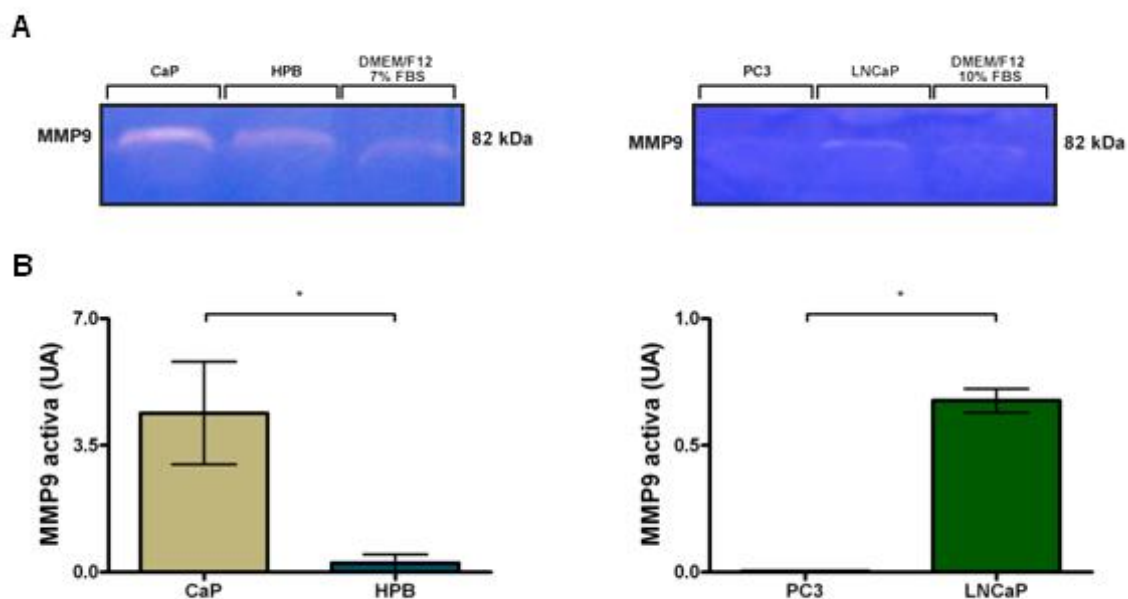 A
CaP HPB DMEM/F12 7% FBS
MMP9 82 kDa
PC3 LNCaP DMEM/F12 10% FBS
MMP9 82 kDa
B
*
7.0
3.5
0.0
MMP9 activa (UA)
CaP HPB
*
1.0
0.5
0.0
MMP9 activa (UA)
PC3 LNCaP